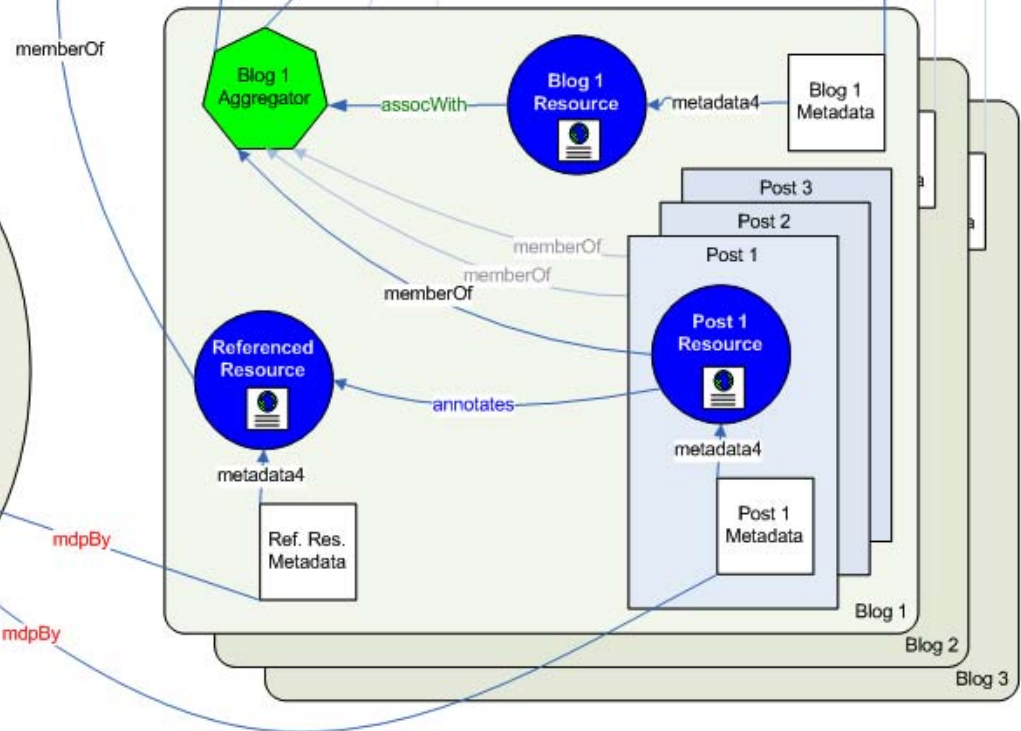 memberOf
Blog 1
Aggregator
assocWith
Blog 1
Resource
metadata4
Blog 1
Metadata
a
a
Post 3
Post 2
Post 1
memberOf
memberOf
memberOf
Post 1
Resource
Referenced
Resource
annotates
metadata4
metadata4
Post 1
Metadata
Ref. Res.
Metadata
mdpBy
mdpBy
Blog 1
Blog 2
Blog 3